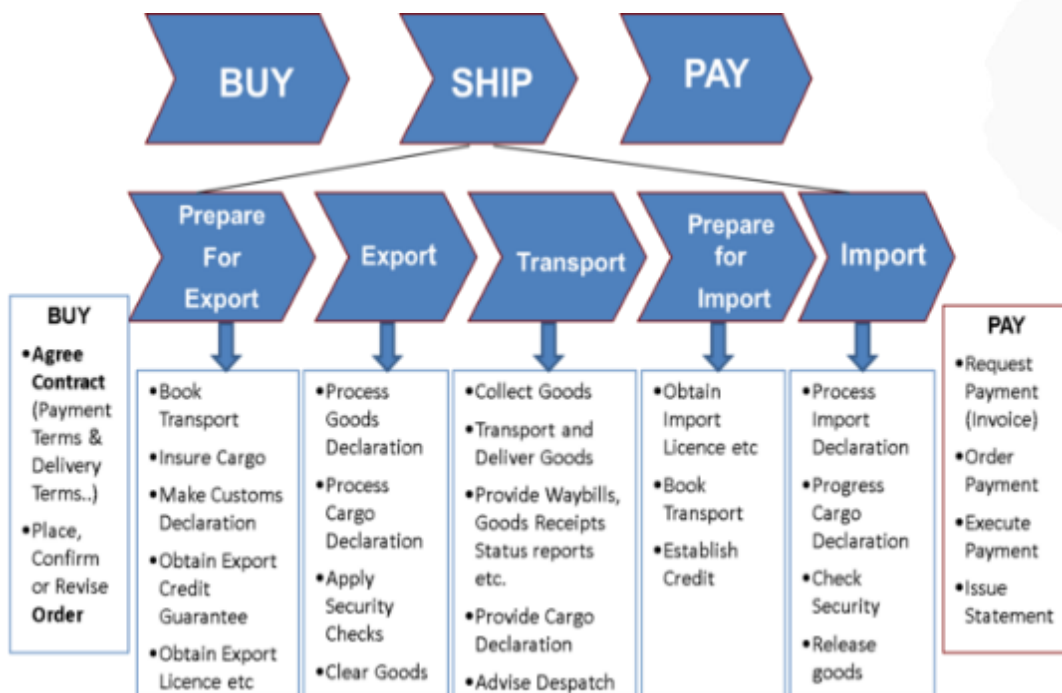 BUY
SHIP
PAY
Prepare
For
Export
Export
Transport
Prepare
for
Import
Import
BUY
•Agree
Contract
(Payment
Terms &
Delivery
Terms..)
•Place,
Confirm
or Revise
Order
•Book
Transport
•Insure Cargo
•Make Customs
Declaration
•Obtain Export
Credit
Guarantee
•Obtain Export
Licence etc
•Process
Goods
Declaration
•Process
Cargo
Declaration
•Apply
Security
Checks
•Clear Goods
•Collect Goods
•Transport and
Deliver Goods
•Provide Waybills,
Goods Receipts
Status reports
etc.
•Provide Cargo
Declaration
•Advise Despatch
•Obtain
Import
Licence etc
•Book
Transport
•Establish
Credit
•Process
Import
Declaration
•Progress
Cargo
Declaration
•Check
Security
•Release
goods
PAY
•Request
Payment
(Invoice)
•Order
Payment
•Execute
Payment
•Issue
Statement